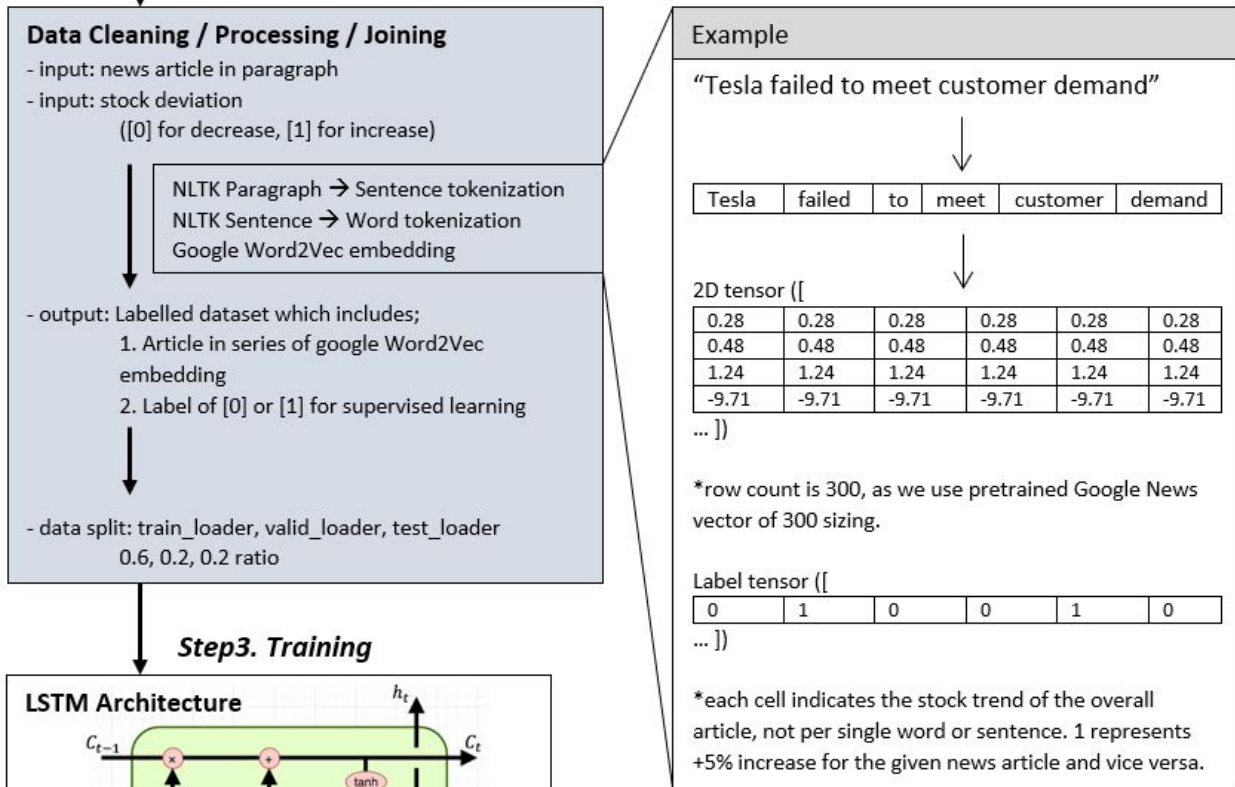 Data Cleaning / Processing / Joining
- input: news article in paragraph
- input: stock deviation
([0] for decrease, [1] for increase)
NLTK Paragraph → Sentence tokenization
NLTK Sentence → Word tokenization
Google Word2Vec embedding
- output: Labelled dataset which includes;
1. Article in series of google Word2Vec
embedding
2. Label of [0] or [1] for supervised learning
- data split: train_loader, valid_loader, test_loader
0.6, 0.2, 0.2 ratio
Step3. Training
LSTM Architecture
h_t
C_{t-1}
×
+
C_t
tanh
Example
“Tesla failed to meet customer demand”
Tesla failed to meet customer demand
2D tensor ([
0.28 0.28 0.28 0.28 0.28 0.28
0.48 0.48 0.48 0.48 0.48 0.48
1.24 1.24 1.24 1.24 1.24 1.24
-9.71 -9.71 -9.71 -9.71 -9.71 -9.71
... ])
*row count is 300, as we use pretrained Google News
vector of 300 sizing.
Label tensor ([
0 1 0 0 1 0
... ])
*each cell indicates the stock trend of the overall
article, not per single word or sentence. 1 represents
+5% increase for the given news article and vice versa.